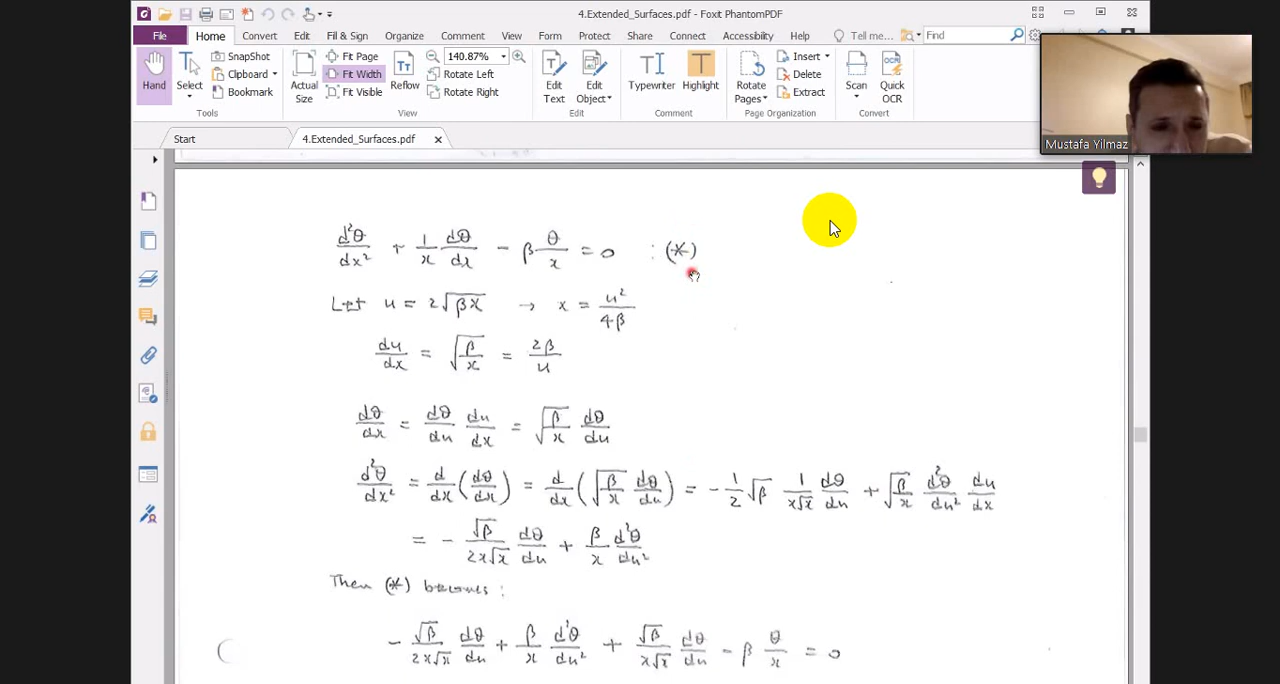 4.Extended_Surfaces.pdf - Foxit PhantomPDF
File Home Convert Edit Fill & Sign Organize Comment View Form Protect Share Connect Accessibility Help Tell me... Find
Hand
Select
SnapShot
Clipboard
Bookmark
Tools
Actual Size
Fit Page
Fit Width
Fit Visible
Reflow
140.87%
Rotate Left
Rotate Right
View
Edit Text
Edit Object
Edit
Typewriter
Highlight
Comment
Rotate Pages
Insert
Delete
Extract
Page Organization
Scan
Quick OCR
Convert
Mustafa Yilmaz
Start 4.Extended_Surfaces.pdf
d²θ/dx² + 1/x dθ/dx - β θ/x = 0 : (*)
Let u = 2√(βx) → x = u²/4β
du/dx = √(β/x) = 2β/u
dθ/dx = dθ/du du/dx = √(β/x) dθ/du
d²θ/dx² = d/dx (dθ/dx) = d/dx (√(β/x) dθ/du) = - 1/2 √β 1/(x√x) dθ/du + √(β/x) d²θ/du² du/dx
= - √β/(2x√x) dθ/du + β/x d²θ/du²
Then (*) becomes:
- √β/(2x√x) dθ/du + β/x d²θ/du² + √β/(x√x) dθ/du - β θ/x = 0